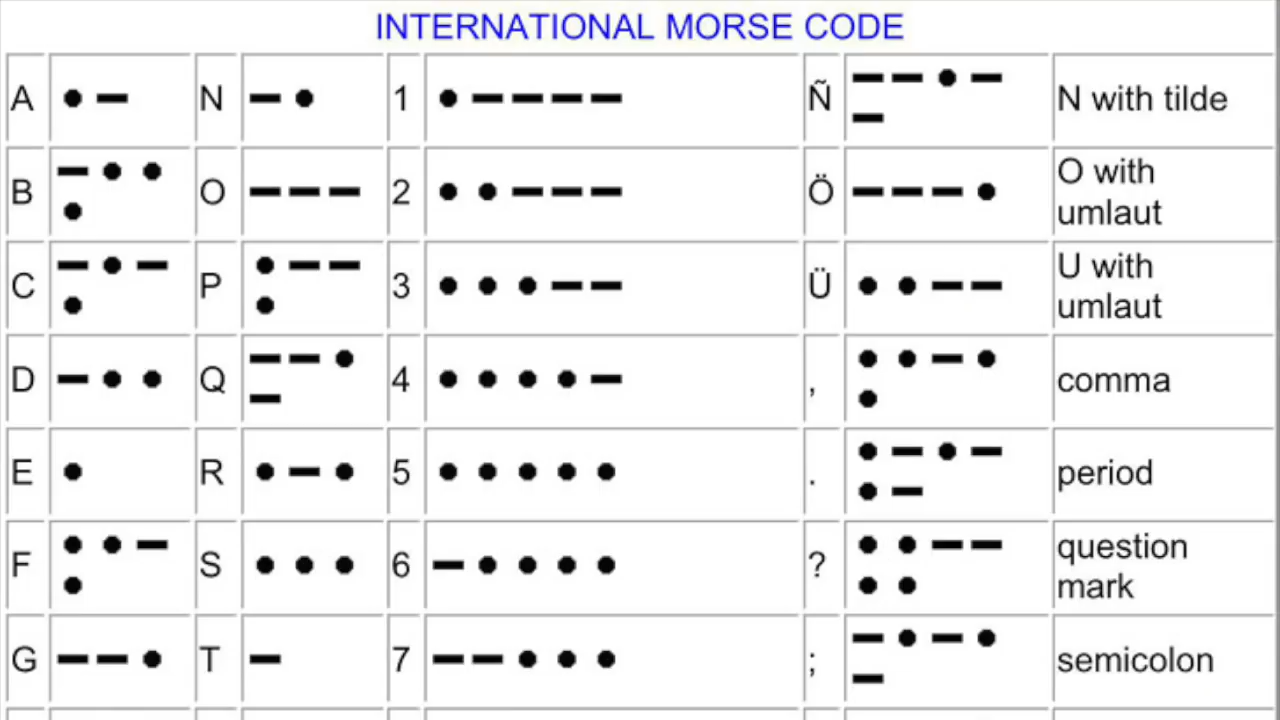 INTERNATIONAL MORSE CODE
A ● ▬ N ▬ ● 1 ● ▬ ▬ ▬ ▬ Ñ ▬ ▬ ● ▬ ▬ N with tilde
B ▬ ● ● ● O ▬ ▬ ▬ 2 ● ● ▬ ▬ ▬ Ö ▬ ▬ ▬ ● O with
umlaut
C ▬ ● ▬ ● P ● ▬ ▬ ● 3 ● ● ● ▬ ▬ Ü ● ● ▬ ▬ U with
umlaut
D ▬ ● ● Q ▬ ▬ ● ▬ 4 ● ● ● ● ▬ , ● ● ▬ ● ● comma
E ● R ● ▬ ● 5 ● ● ● ● ● . ● ▬ ● ▬ ● ▬ period
F ● ● ▬ ● S ● ● ● 6 ▬ ● ● ● ● ? ● ● ▬ ▬ ● ● question
mark
G ▬ ▬ ● T ▬ 7 ▬ ▬ ● ● ● ; ▬ ● ▬ ● ▬ semicolon